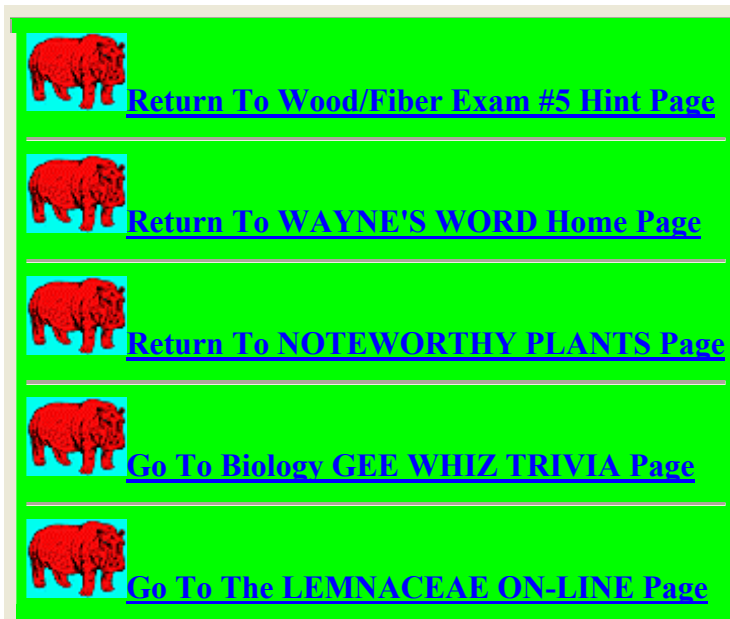 Return To Wood/Fiber Exam #5 Hint Page
Return To WAYNE'S WORD Home Page
Return To NOTEWORTHY PLANTS Page
Go To Biology GEE WHIZ TRIVIA Page
Go To The LEMNACEAE ON-LINE Page